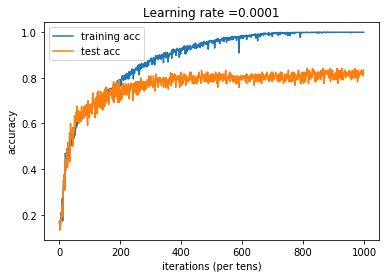 Learning rate =0.0001
training acc
test acc
accuracy
1.0
0.8
0.6
0.4
0.2
0 200 400 600 800 1000
iterations (per tens)